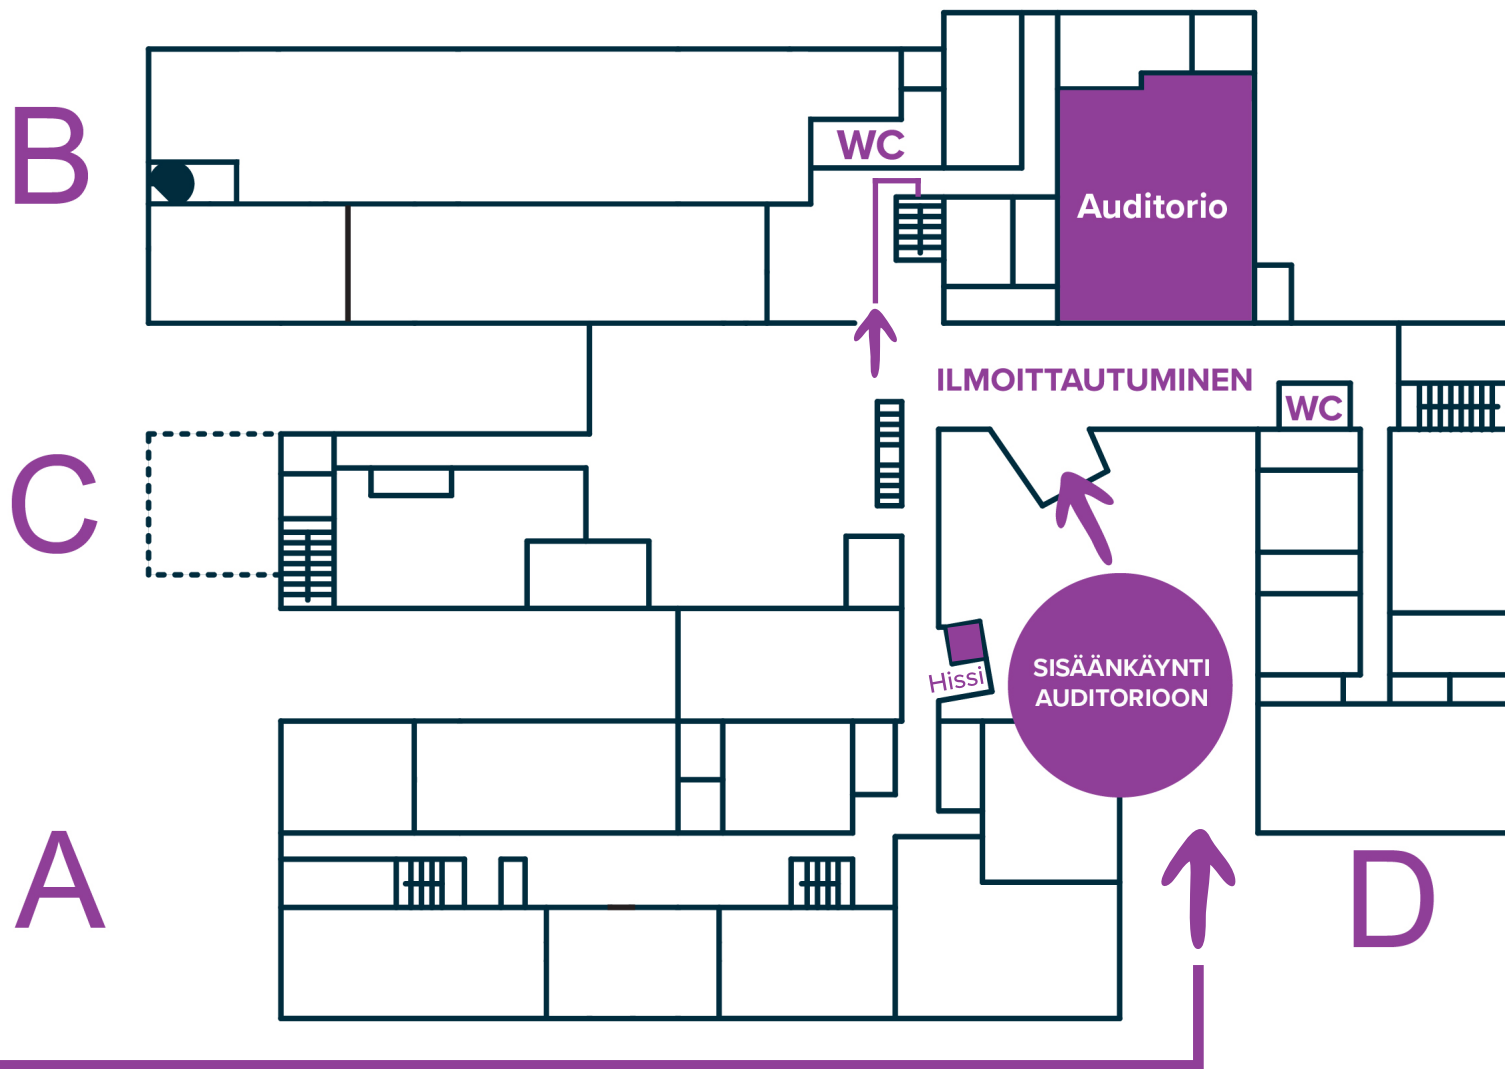 B
WC
Auditorio
ILMOITTAUTUMINEN
WC
C
SISÄÄNKÄYNTI
AUDITORIOON
Hissi
A
D